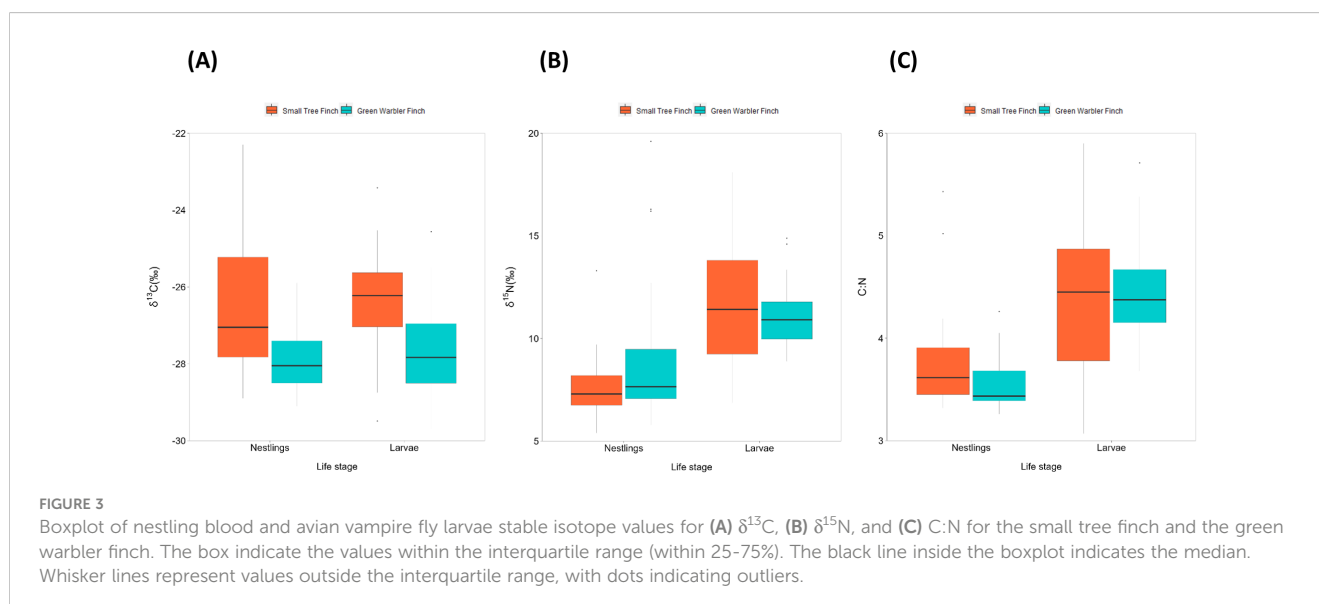 (A)
(B)
(C)
Small Tree Finch Green Warbler Finch
Small Tree Finch Green Warbler Finch
Small Tree Finch Green Warbler Finch
-22
-24
-26
-28
-30
δ¹³C(‰)
Nestlings Larvae
Life stage
20
15
10
5
δ¹⁵N(‰)
Nestlings Larvae
Life stage
6
5
4
3
C:N
Nestlings Larvae
Life stage
FIGURE 3
Boxplot of nestling blood and avian vampire fly larvae stable isotope values for (A) δ¹³C, (B) δ¹⁵N, and (C) C:N for the small tree finch and the green
warbler finch. The box indicate the values within the interquartile range (within 25-75%). The black line inside the boxplot indicates the median.
Whisker lines represent values outside the interquartile range, with dots indicating outliers.